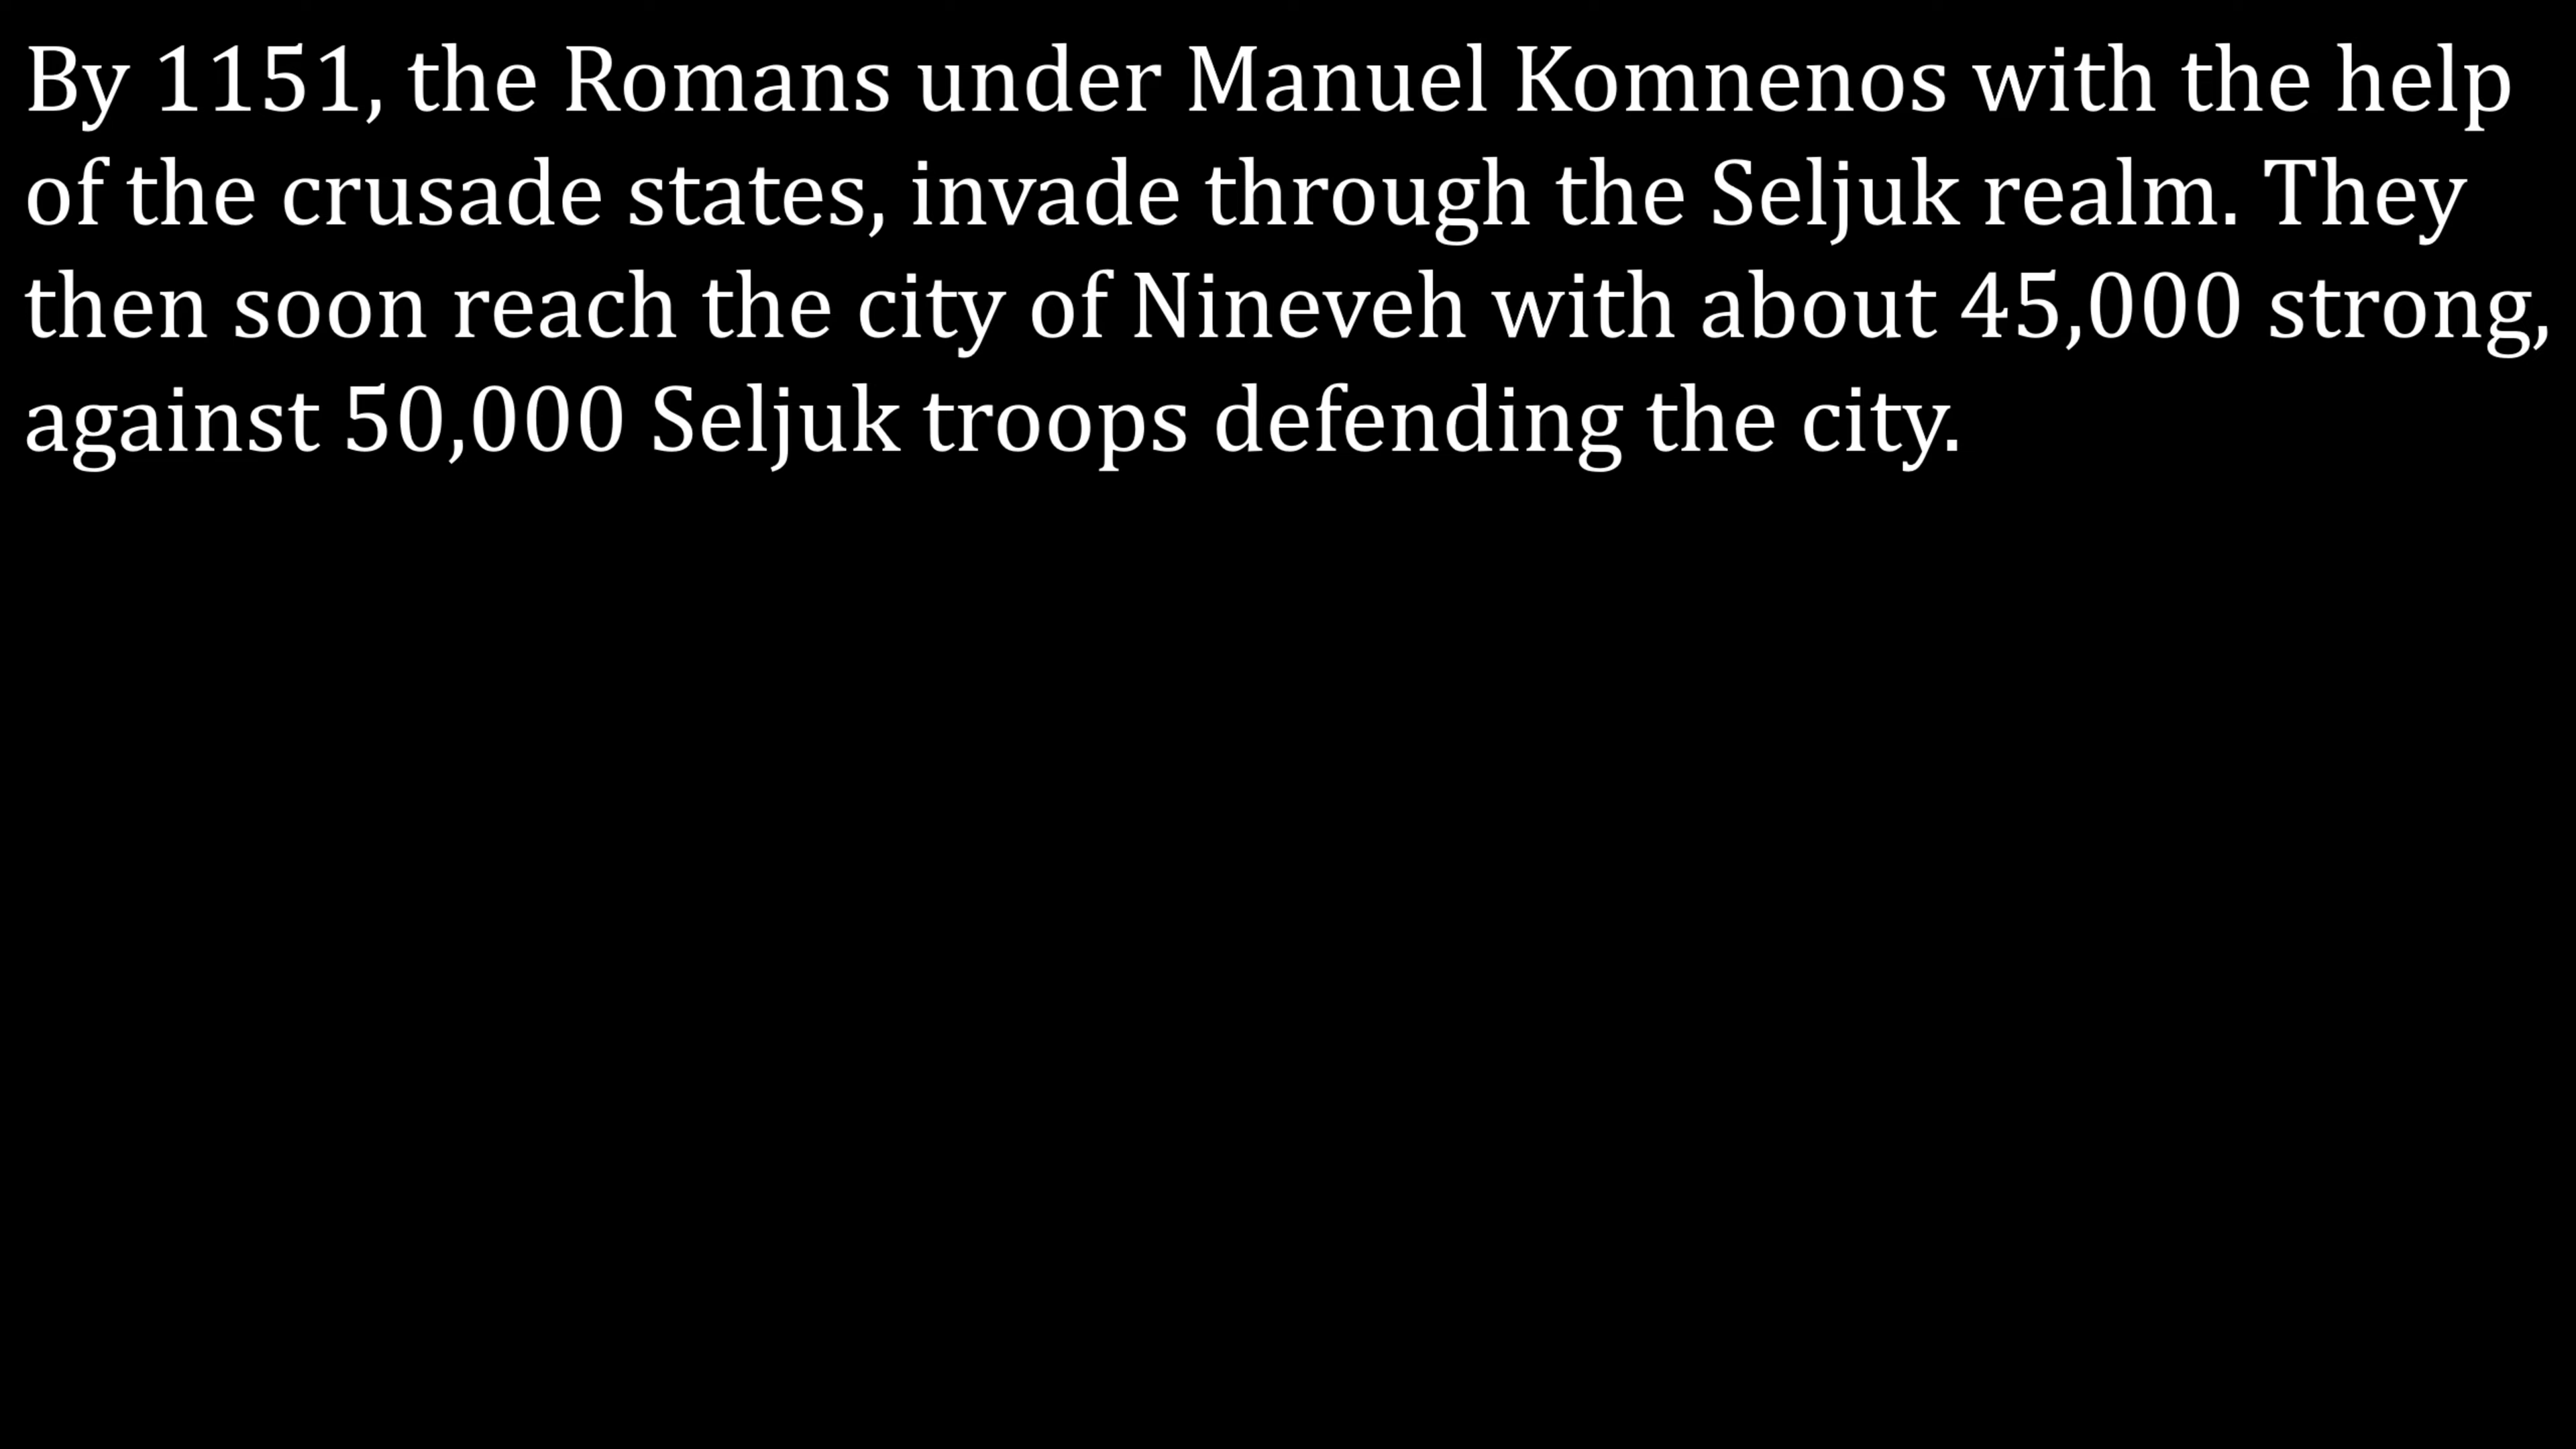 By 1151, the Romans under Manuel Komnenos with the help
of the crusade states, invade through the Seljuk realm. They
then soon reach the city of Nineveh with about 45,000 strong,
against 50,000 Seljuk troops defending the city.